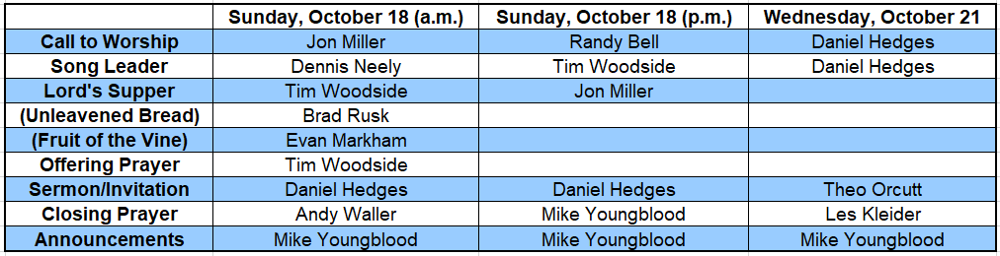 Sunday, October 18 (a.m.) Sunday, October 18 (p.m.) Wednesday, October 21
Call to Worship Jon Miller Randy Bell Daniel Hedges
Song Leader Dennis Neely Tim Woodside Daniel Hedges
Lord's Supper Tim Woodside Jon Miller
(Unleavened Bread) Brad Rusk
(Fruit of the Vine) Evan Markham
Offering Prayer Tim Woodside
Sermon/Invitation Daniel Hedges Daniel Hedges Theo Orcutt
Closing Prayer Andy Waller Mike Youngblood Les Kleider
Announcements Mike Youngblood Mike Youngblood Mike Youngblood